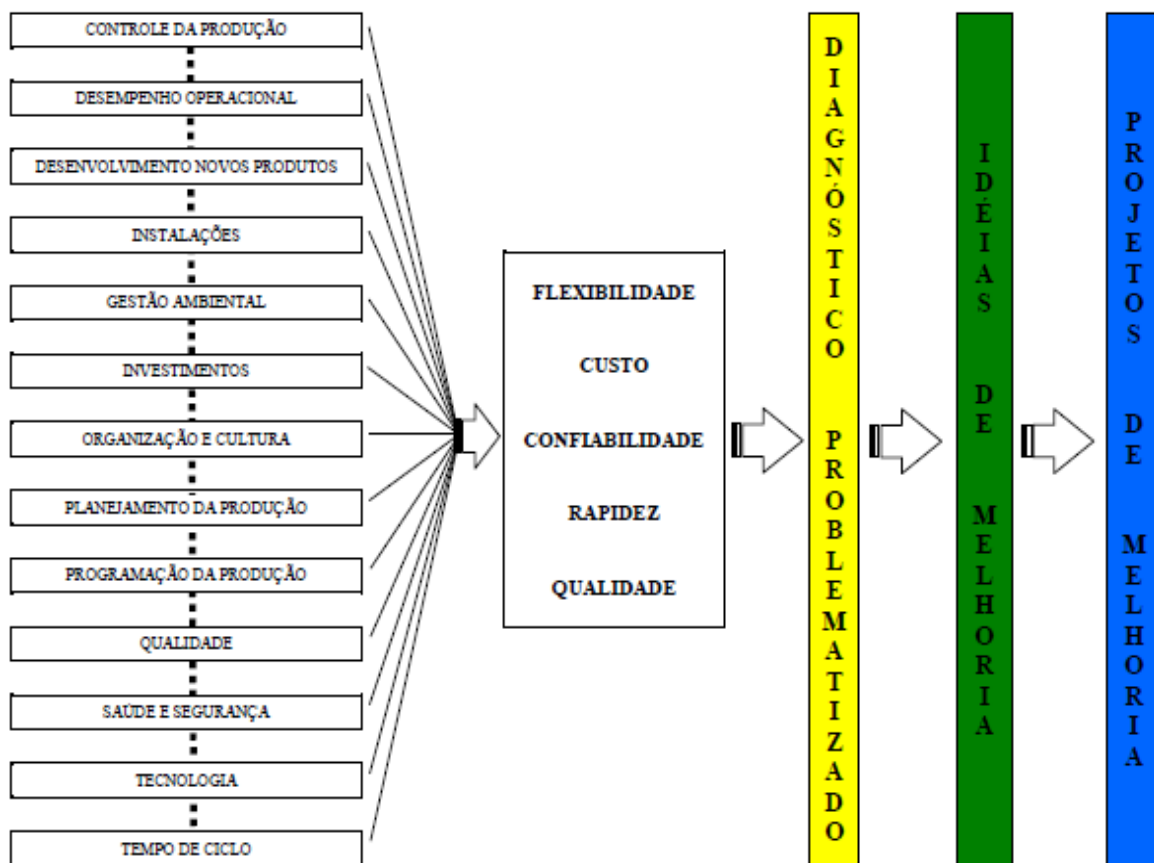 CONTROLE DA PRODUÇÃO
DESEMPENHO OPERACIONAL
DESENVOLVIMENTO NOVOS PRODUTOS
INSTALAÇÕES
GESTÃO AMBIENTAL
INVESTIMENTOS
ORGANIZAÇÃO E CULTURA
PLANEJAMENTO DA PRODUÇÃO
PROGRAMAÇÃO DA PRODUÇÃO
QUALIDADE
SAÚDE E SEGURANÇA
TECNOLOGIA
TEMPO DE CICLO
FLEXIBILIDADE
CUSTO
CONFIABILIDADE
RAPIDEZ
QUALIDADE
DIAGNÓSTICO PROBLEMATIZADO
IDÉIAS DE MELHORIA
PROJETOS DE MELHORIA